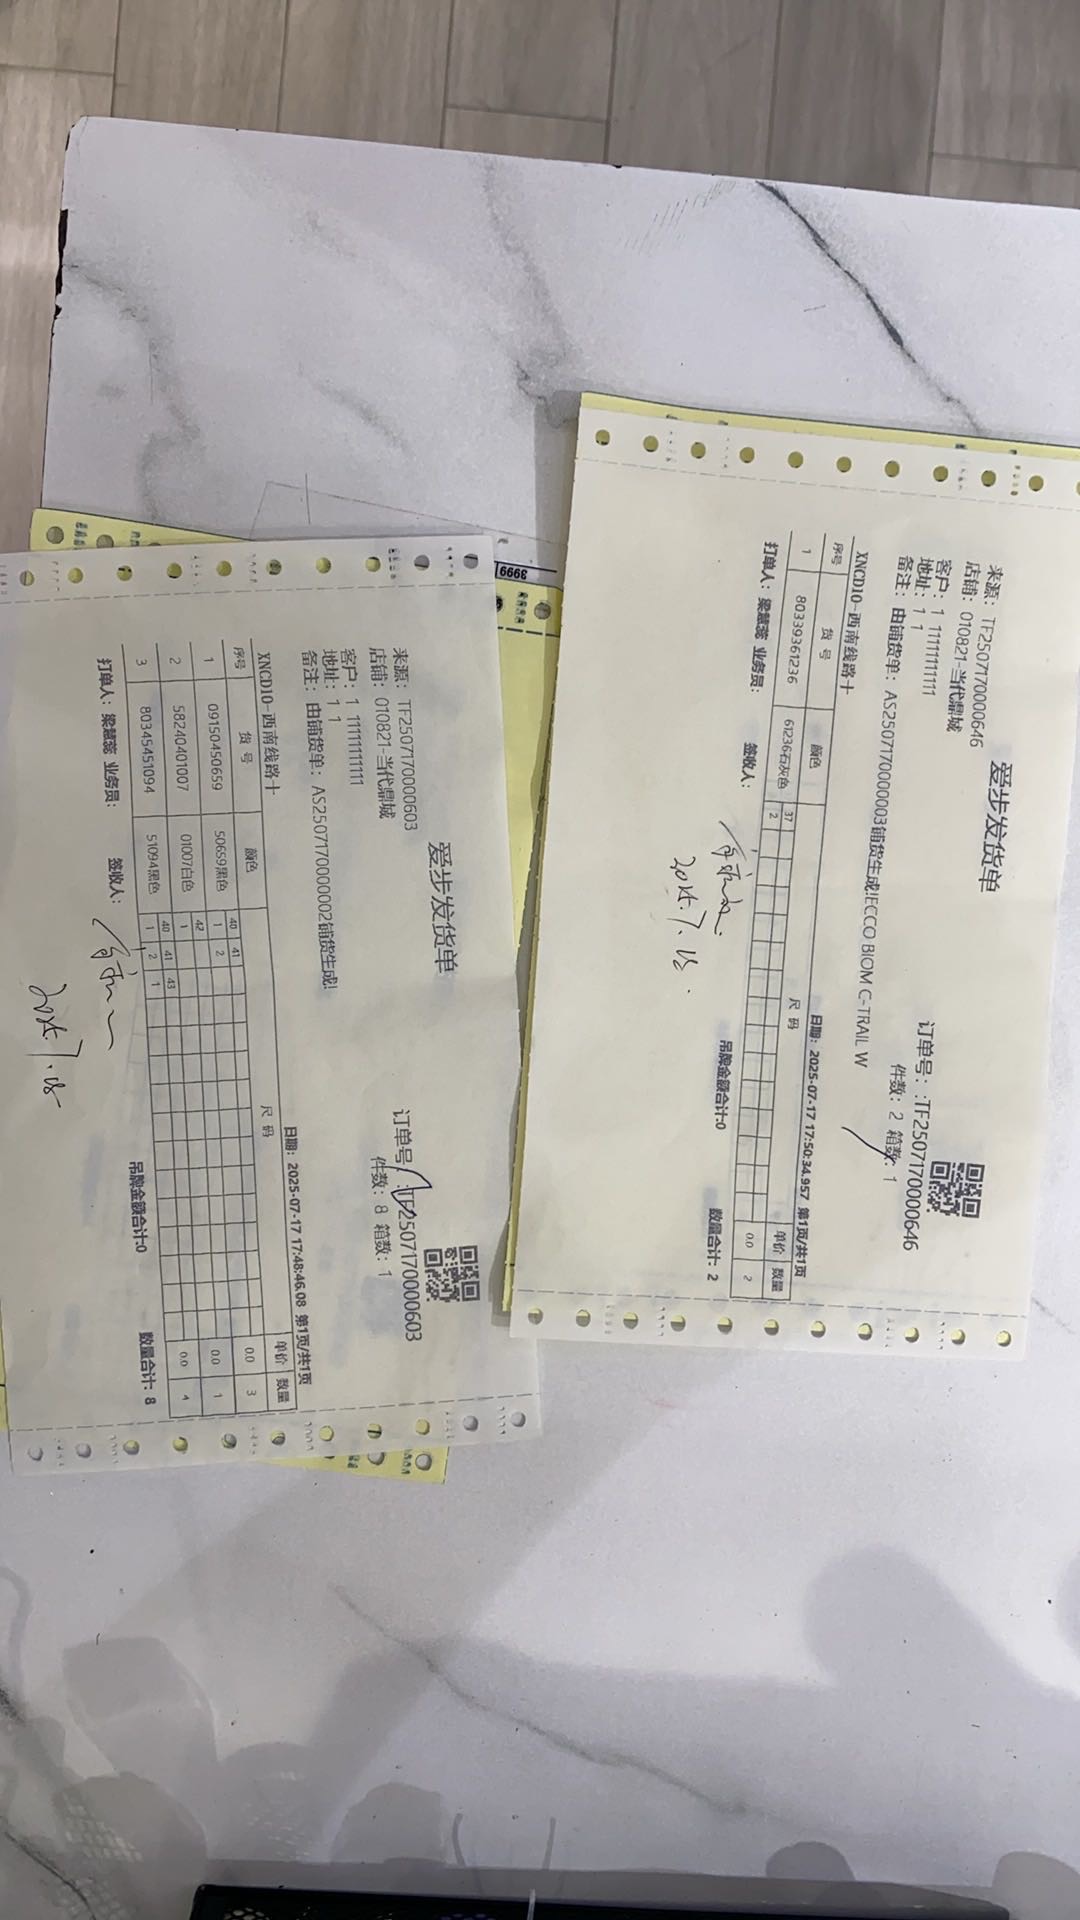 爱步发货单
来源：TF2507170000646
店铺：010821-当代鼎城
客户：1 11111111111
地址：1 1
备注：由铺货单：AS2507170000003铺货生成!ECCO BIOM C-TRAIL W
订单号：:TF2507170000646
件数：2 箱数：1
XNCD10-西南线路十
日期：2025-07-17 17:50:34.957 第1页/共1页
序号 货号 颜色 尺码 单价 数量
37
1 80339361236 61236石灰色 2 0.0 2
打单人：梁慧蕊 业务员： 签收人： 吊牌金额合计:0 数量合计：2
2025.7.18.
爱步发货单
来源：TF2507170000603
店铺：010821-当代鼎城
客户：1 11111111111
地址：1 1
备注：由铺货单：AS2507170000002铺货生成!
订单号：:TF2507170000603
件数：8 箱数：1
XNCD10-西南线路十
日期：2025-07-17 17:48:46.08 第1页/共1页
序号 货号 颜色 尺码 单价 数量
40 41
1 09150450659 50659黑色 1 2 0.0 3
42
2 58240401007 01007白色 1 0.0 1
40 41 43
3 80345451094 51094黑色 1 2 1 0.0 4
打单人：梁慧蕊 业务员： 签收人： 吊牌金额合计:0 数量合计：8
2025.7.18
3999